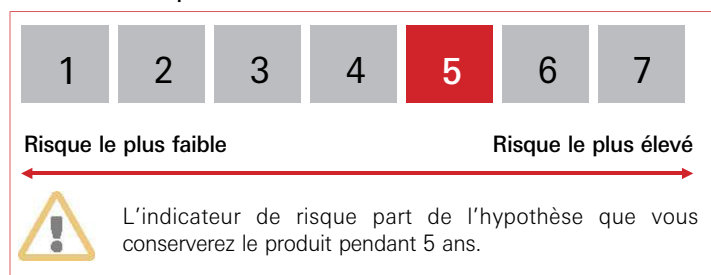 1 2 3 4 5 6 7
Risque le plus faible Risque le plus élevé
L'indicateur de risque part de l'hypothèse que vous
conserverez le produit pendant 5 ans.